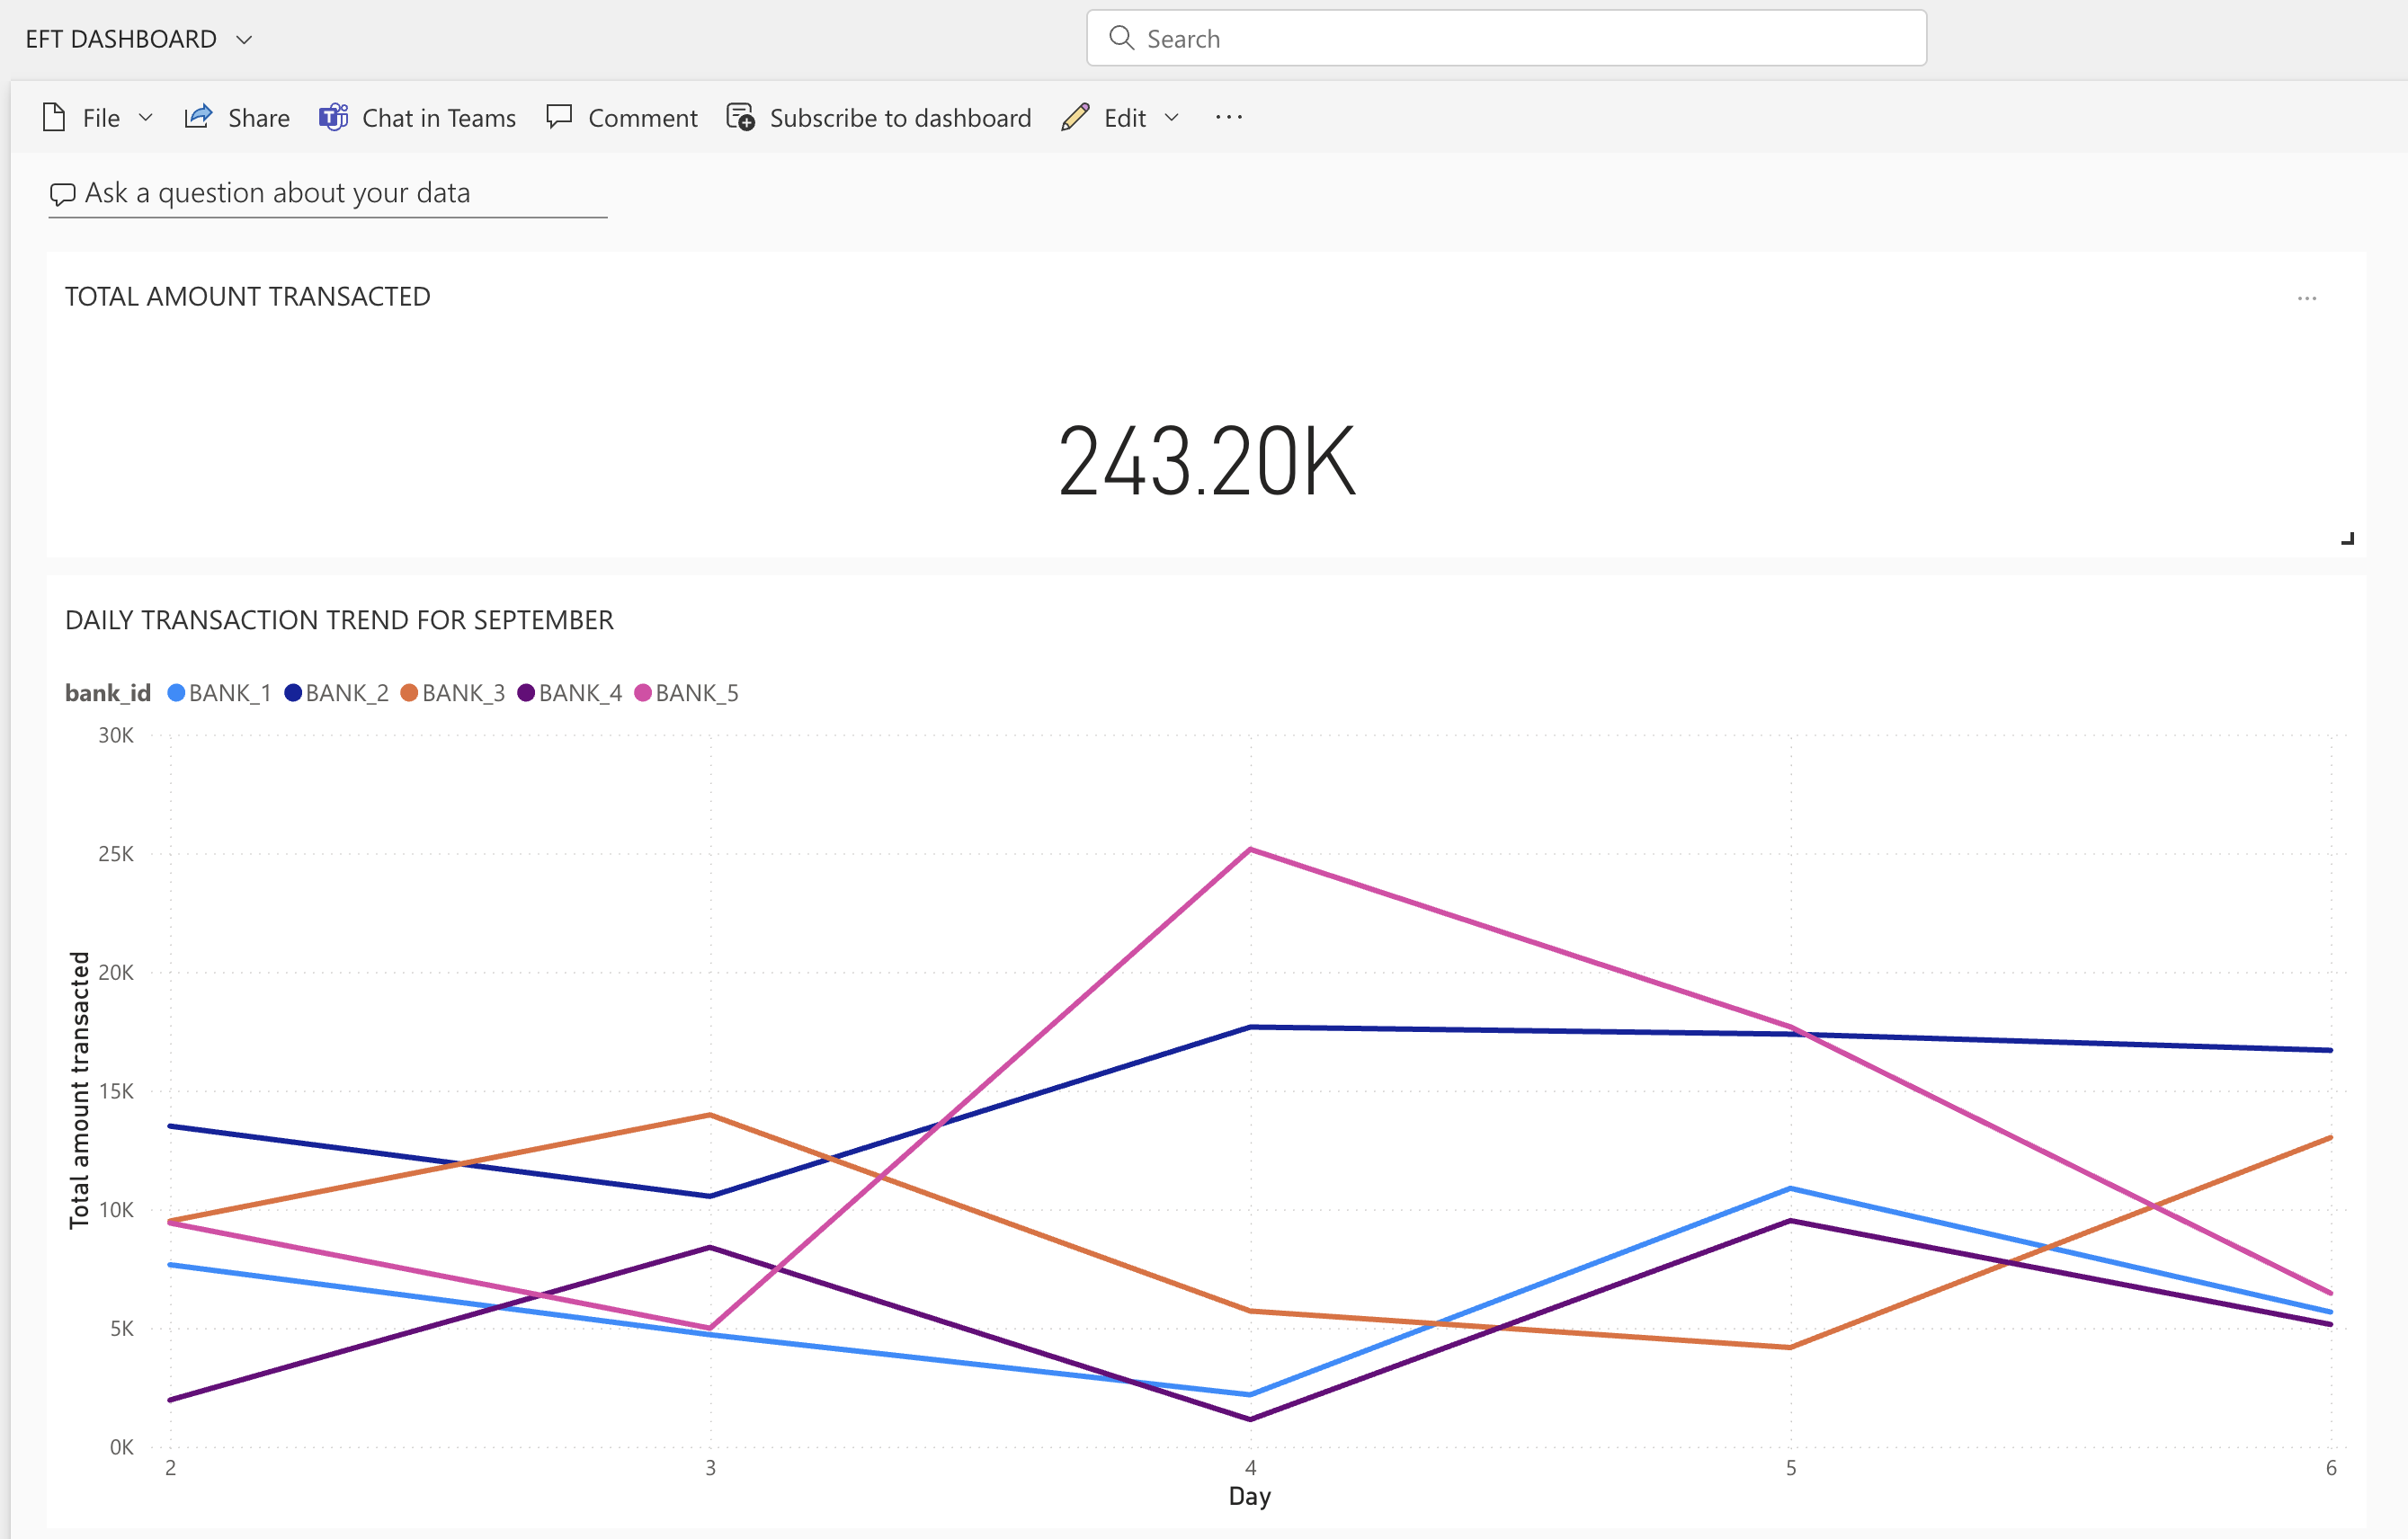 EFT DASHBOARD
Search
File Share Chat in Teams Comment Subscribe to dashboard Edit ...
Ask a question about your data
TOTAL AMOUNT TRANSACTED
243.20K
DAILY TRANSACTION TREND FOR SEPTEMBER
bank_id BANK_1 BANK_2 BANK_3 BANK_4 BANK_5
30K
25K
20K
15K
10K
5K
0K
Total amount transacted
2 3 4 5 6
Day